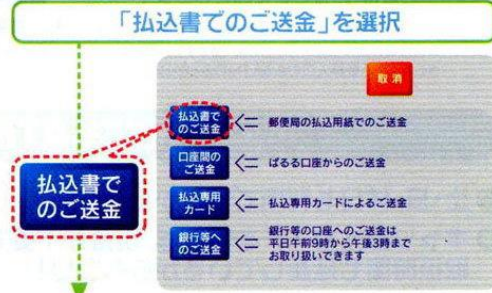 「払込書でのご送金」を選択
取 消
払込書で
のご送金
郵便局の払込用紙でのご送金
口座間の
ご送金
ぱるる口座からのご送金
払込書で
のご送金
払込専用
カード
払込専用カードによるご送金
銀行等へ
のご送金
銀行等の口座へのご送金は
平日午前9時から午後3時まで
お取り扱いできます